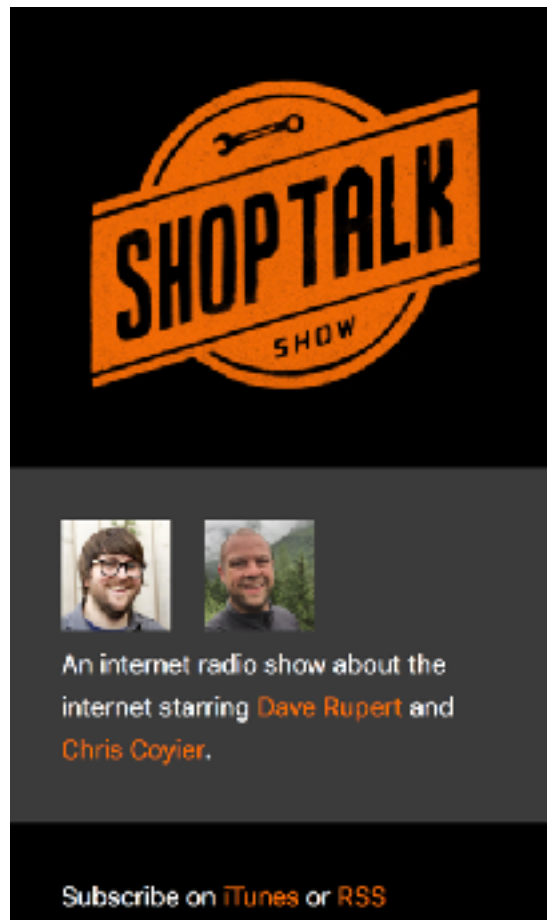 SHOP TALK
SHOW
An internet radio show about the
internet starring Dave Rupert and
Chris Coyier.
Subscribe on iTunes or RSS